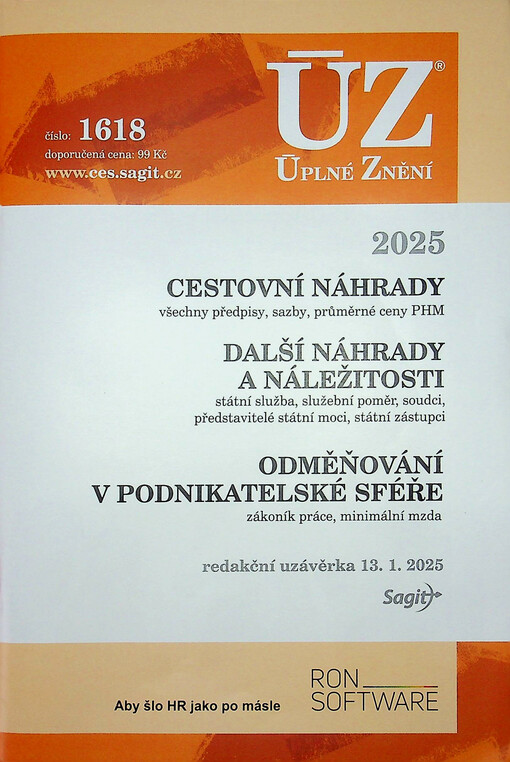 číslo: 1618
doporučená cena: 99 Kč
www.ces.sagit.cz
ÚZ®
ÚPLNÉ ZNĚNÍ
2025
CESTOVNÍ NÁHRADY
všechny předpisy, sazby, průměrné ceny PHM
DALŠÍ NÁHRADY
A NÁLEŽITOSTI
státní služba, služební poměr, soudci,
představitelé státní moci, státní zástupci
ODMĚŇOVÁNÍ
V PODNIKATELSKÉ SFÉŘE
zákoník práce, minimální mzda
redakční uzávěrka 13. 1. 2025
Sagit
Aby šlo HR jako po másle
RON
SOFTWARE